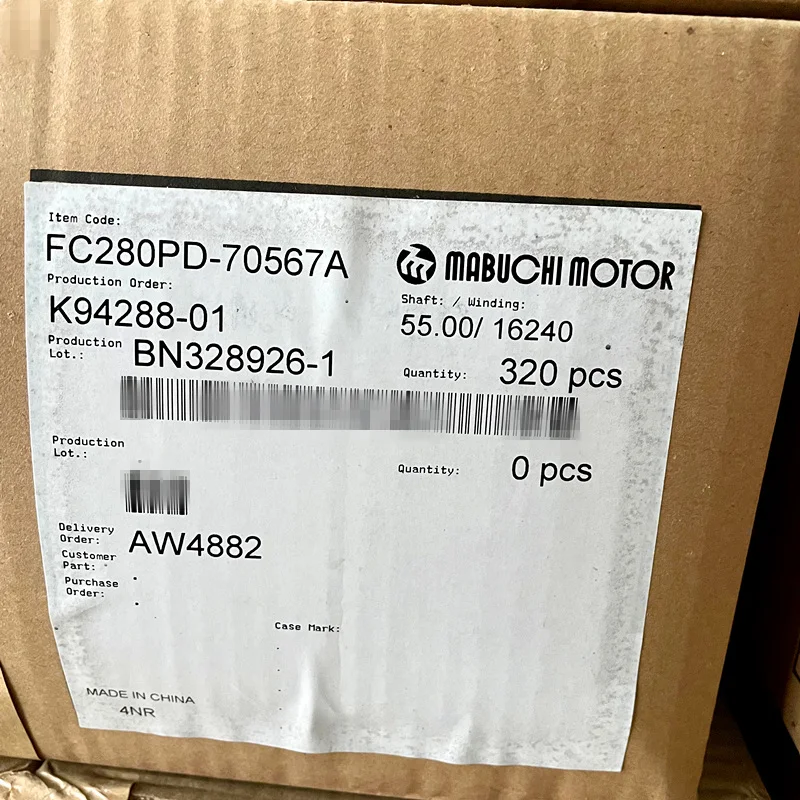 Item Code:
FC280PD-70567A
MABUCHI MOTOR
Production Order:
K94288-01
Shaft: / Winding:
55.00/ 16240
Production
Lot.:
BN328926-1
Quantity:
320 pcs
Production
Lot.:
Quantity:
0 pcs
Delivery
Order:
AW4882
Customer
Part:
Purchase
Order:
Case Mark:
MADE IN CHINA
4NR